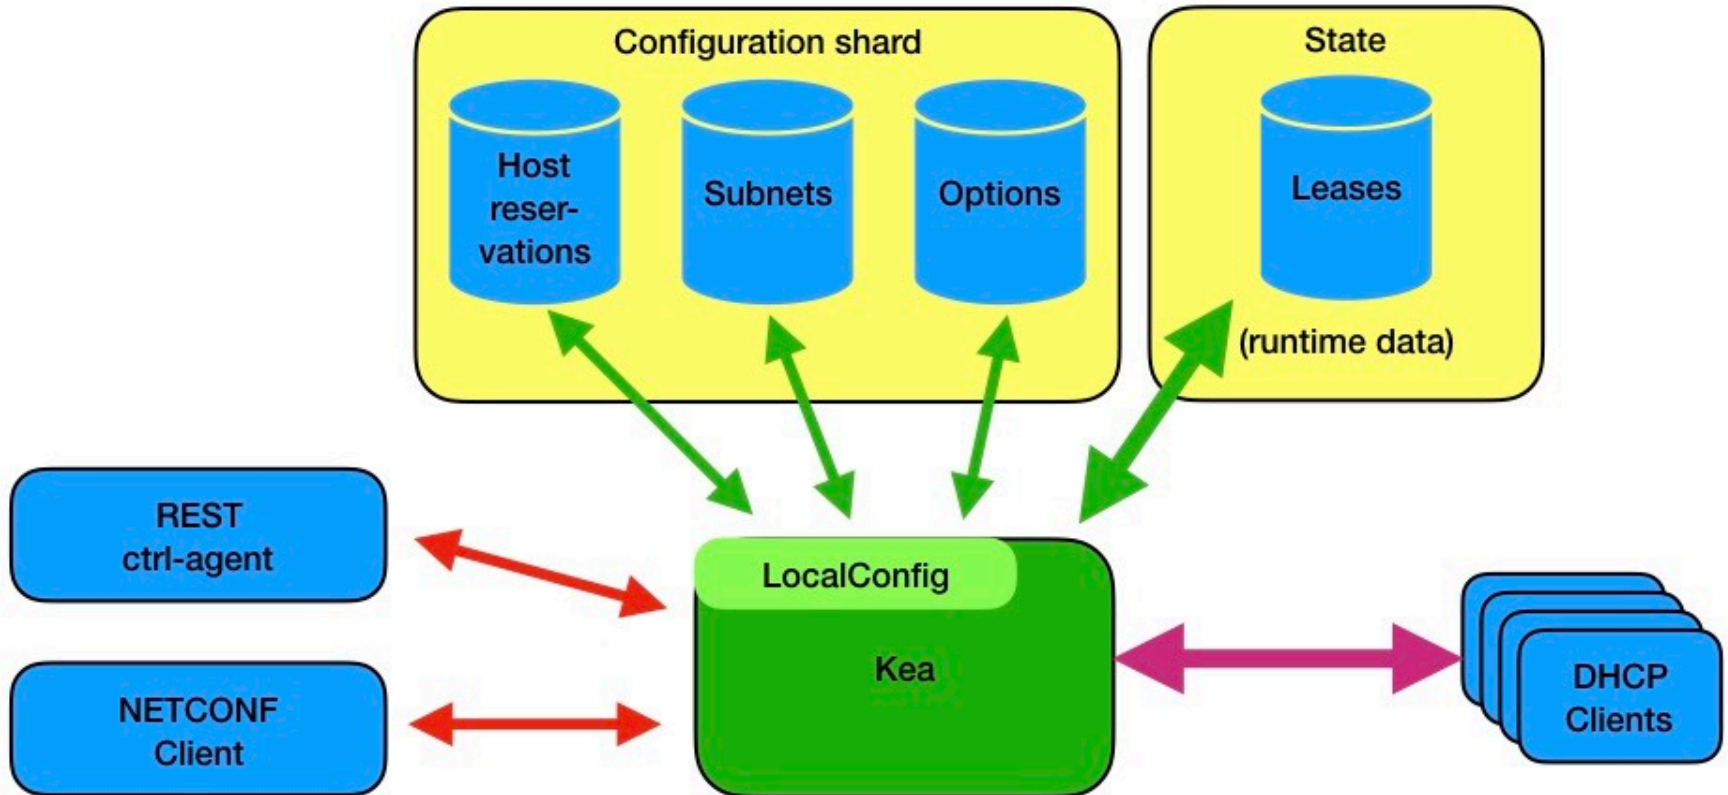 Configuration shard
State
Host
reser-
vations
Subnets
Options
Leases
(runtime data)
REST
ctrl-agent
LocalConfig
Kea
NETCONF
Client
DHCP
Clients